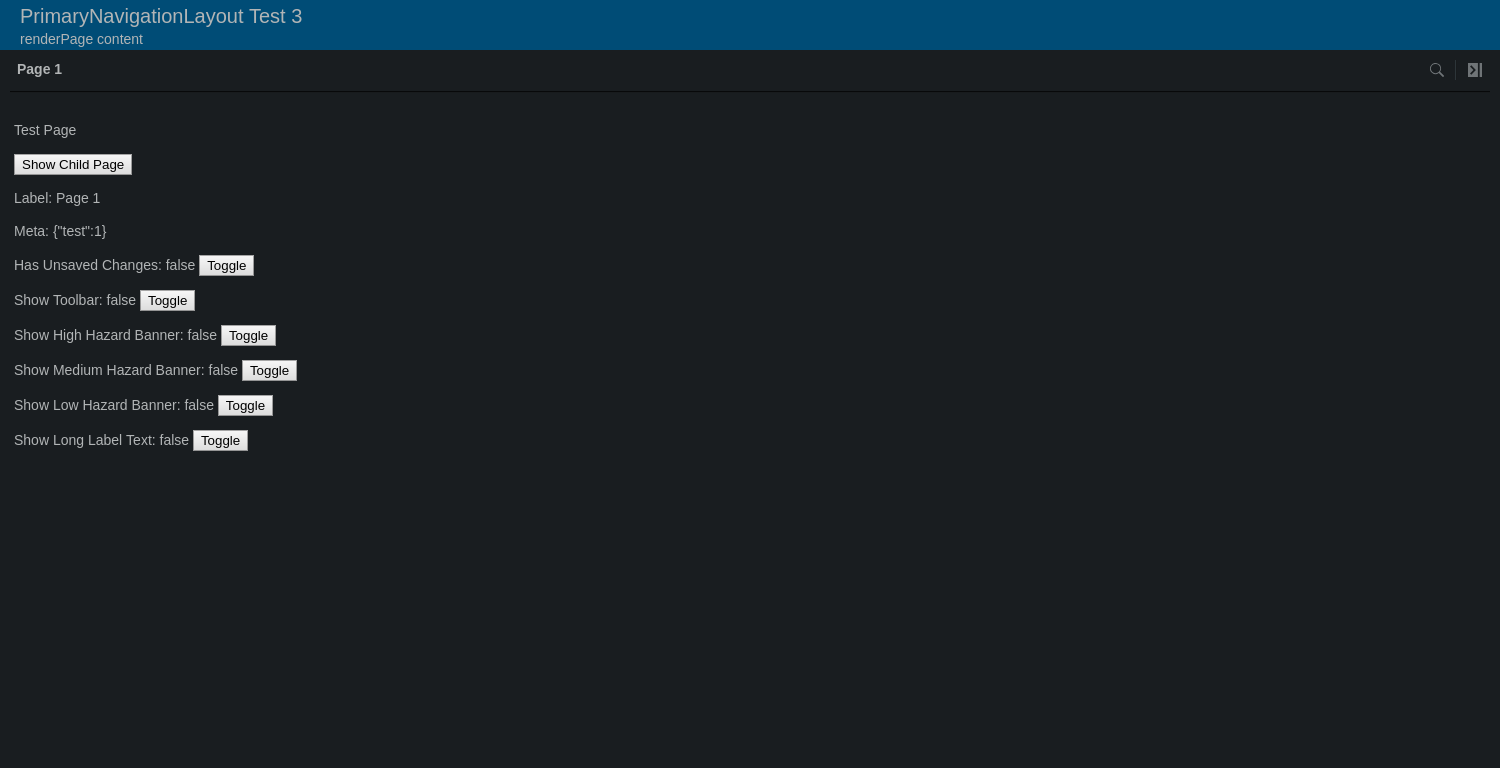 PrimaryNavigationLayout Test 3
renderPage content
Page 1
Test Page
Show Child Page
Label: Page 1
Meta: {"test":1}
Has Unsaved Changes: false Toggle
Show Toolbar: false Toggle
Show High Hazard Banner: false Toggle
Show Medium Hazard Banner: false Toggle
Show Low Hazard Banner: false Toggle
Show Long Label Text: false Toggle